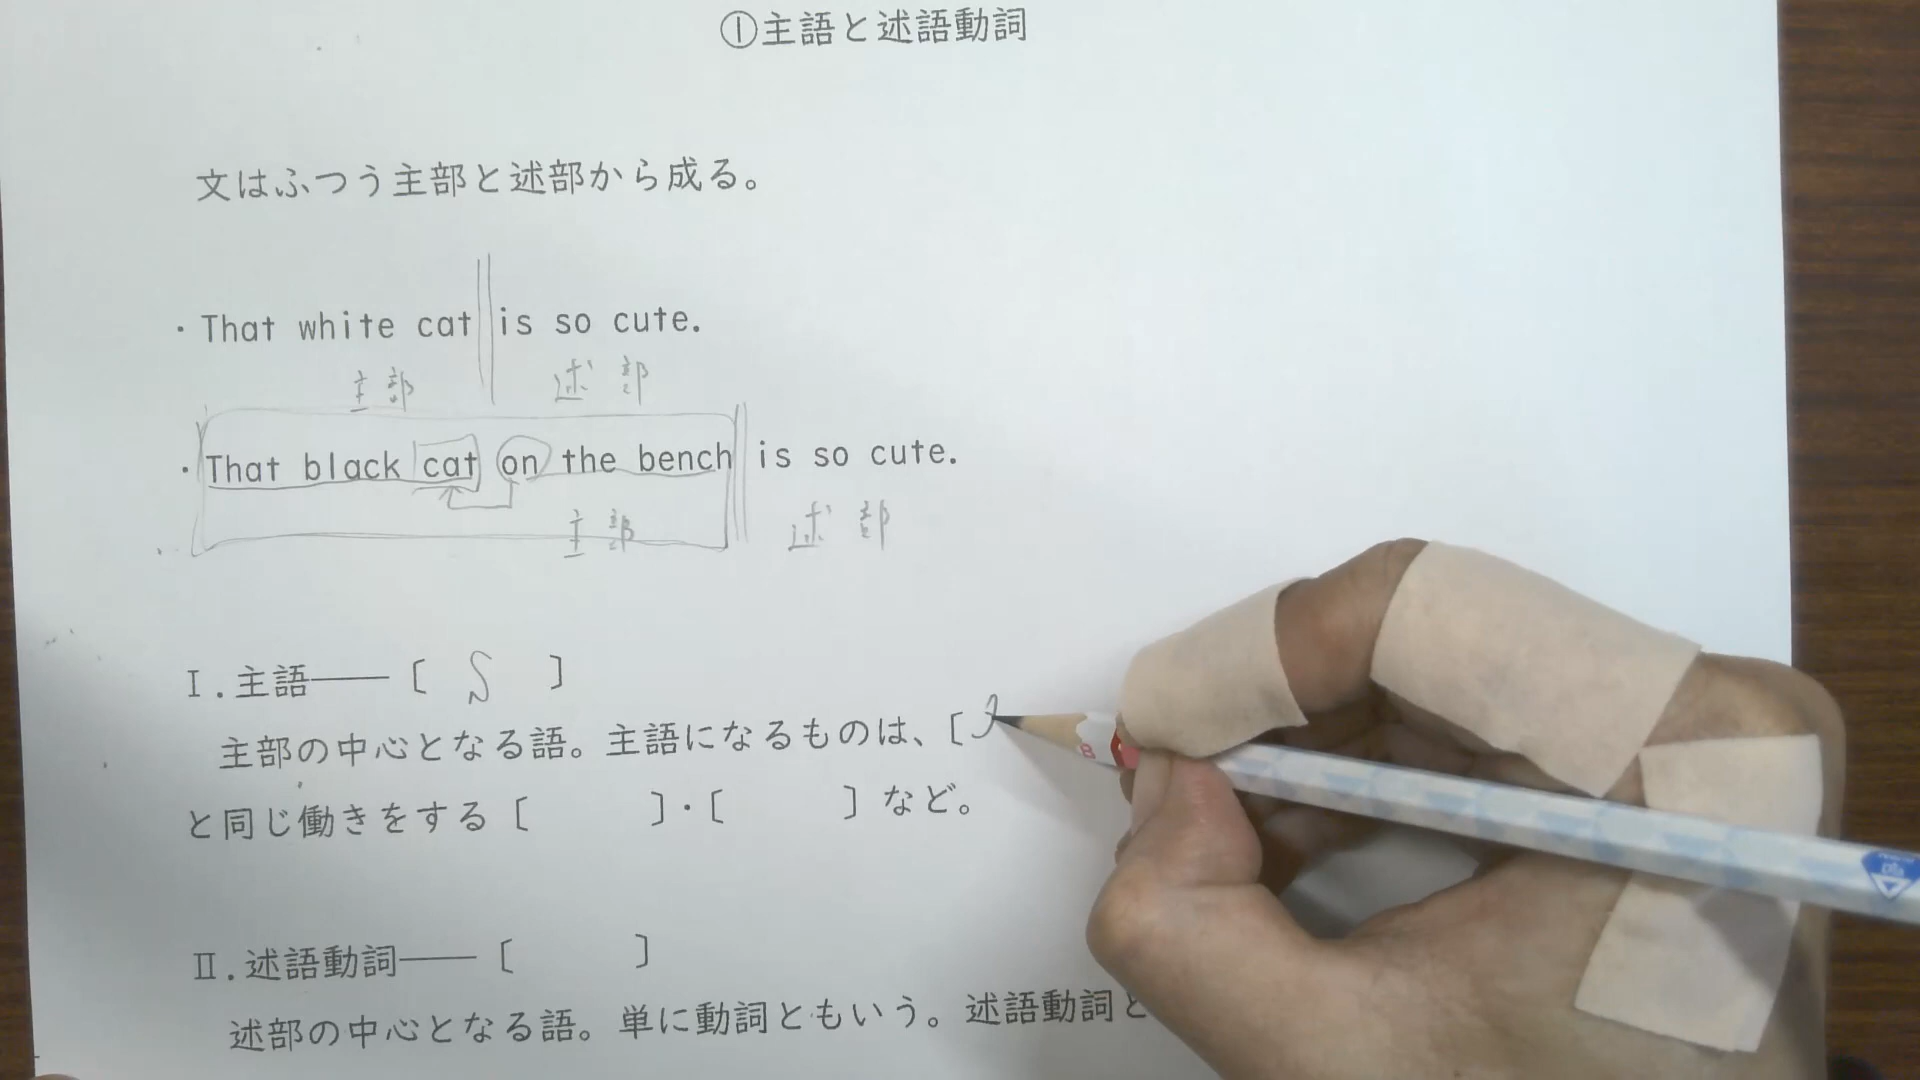 ①主語と述語動詞
文はふつう主部と述部から成る。
・That white cat is so cute.
主部 述部
・That black cat on the bench is so cute.
主部 述部
Ⅰ.主語――〔 S 〕
主部の中心となる語。主語になるものは、〔
と同じ働きをする〔 〕・〔 〕など。
B
Ⅱ.述語動詞――〔 〕
述部の中心となる語。単に動詞ともいう。述語動詞と